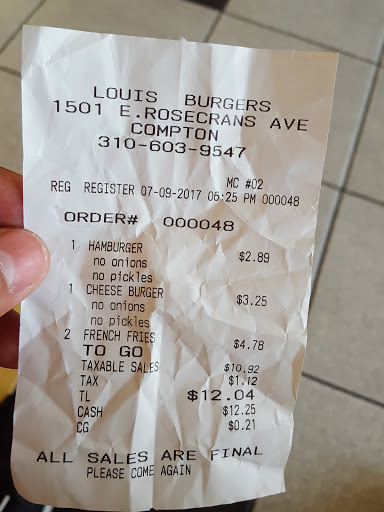 LOUIS BURGERS
1501 E.ROSECRANS AVE
COMPTON
310-603-9547
MC #02
REG REGISTER 07-09-2017 06:25 PM 000048
ORDER# 000048
1 HAMBURGER $2.89
no onions
no pickles
1 CHEESE BURGER $3.25
no onions
no pickles
2 FRENCH FRIES $4.78
TO GO
TAXABLE SALES $10.92
TAX $1.12
TL $12.04
CASH $12.25
CG $0.21
ALL SALES ARE FINAL
PLEASE COME AGAIN